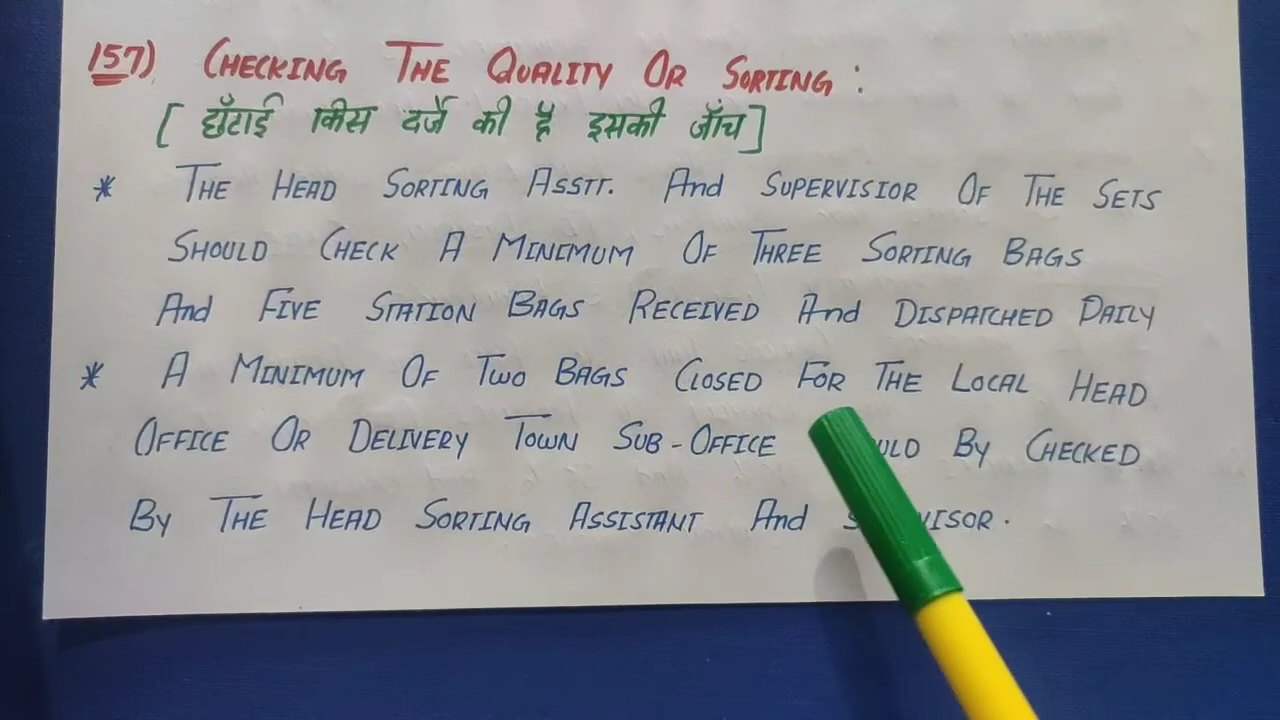 157) CHECKING THE QUALITY OR SORTING :
[ छँटाई किस दर्जे की है इसकी जाँच ]
* THE HEAD SORTING ASSTT. And SUPERVISIOR OF THE SETS
SHOULD CHECK A MINIMUM OF THREE SORTING BAGS
And FIVE STATION BAGS RECEIVED And DISPATCHED DAILY
* A MINIMUM OF TWO BAGS CLOSED FOR THE LOCAL HEAD
OFFICE OR DELIVERY TOWN SUB-OFFICE By CHECKED
By THE HEAD SORTING ASSISTANT And